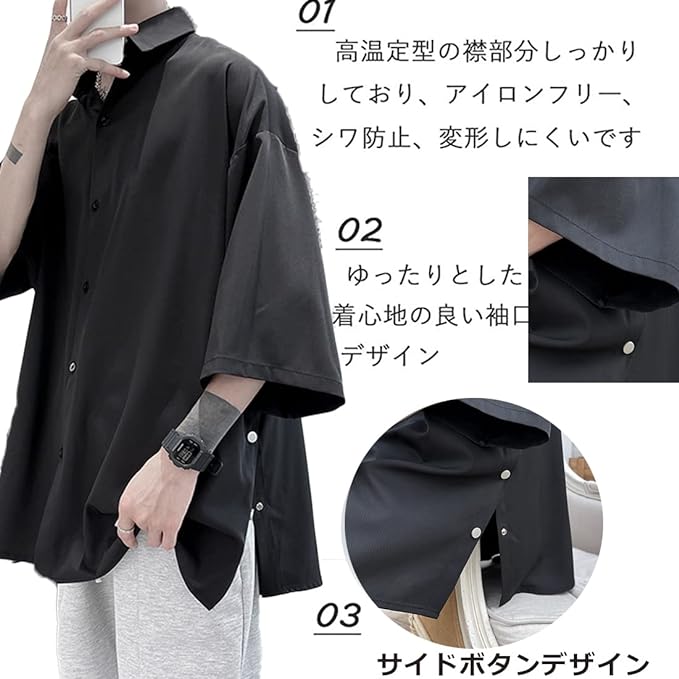 01
高温定型の襟部分しっかり
しており、アイロンフリー、
シワ防止、変形しにくいです
02
ゆったりとした
着心地の良い袖口
デザイン
03
サイドボタンデザイン